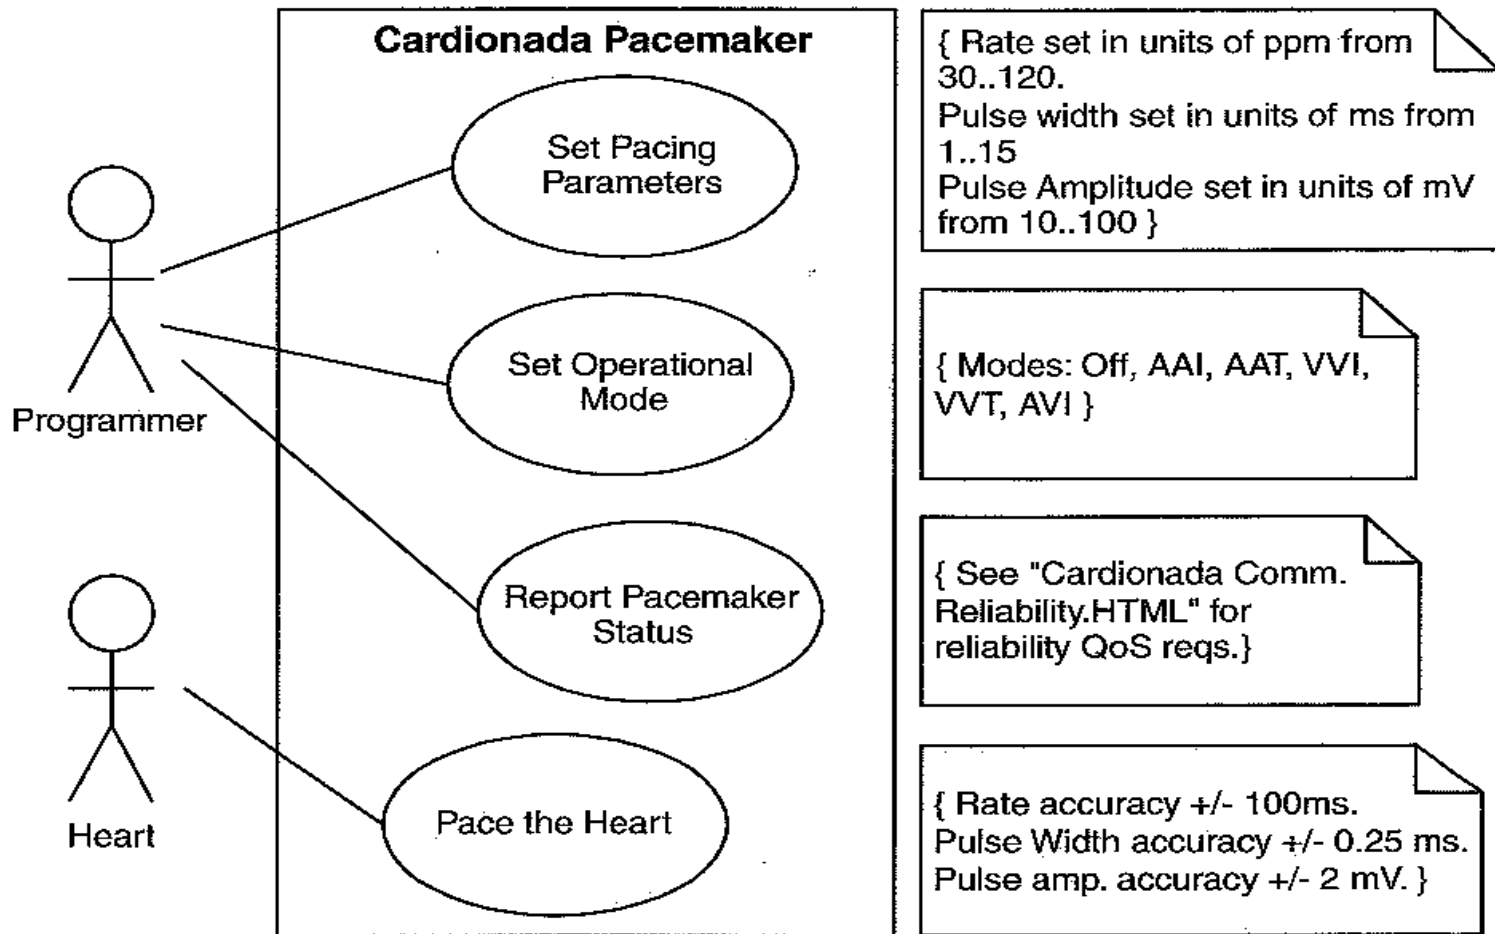 Cardionada Pacemaker
Set Pacing
Parameters
Set Operational
Mode
Report Pacemaker
Status
Pace the Heart
Programmer
Heart
{ Rate set in units of ppm from
30..120.
Pulse width set in units of ms from
1..15
Pulse Amplitude set in units of mV
from 10..100 }
{ Modes: Off, AAI, AAT, VVI,
VVT, AVI }
{ See "Cardionada Comm.
Reliability.HTML" for
reliability QoS reqs.}
{ Rate accuracy +/- 100ms.
Pulse Width accuracy +/- 0.25 ms.
Pulse amp. accuracy +/- 2 mV. }